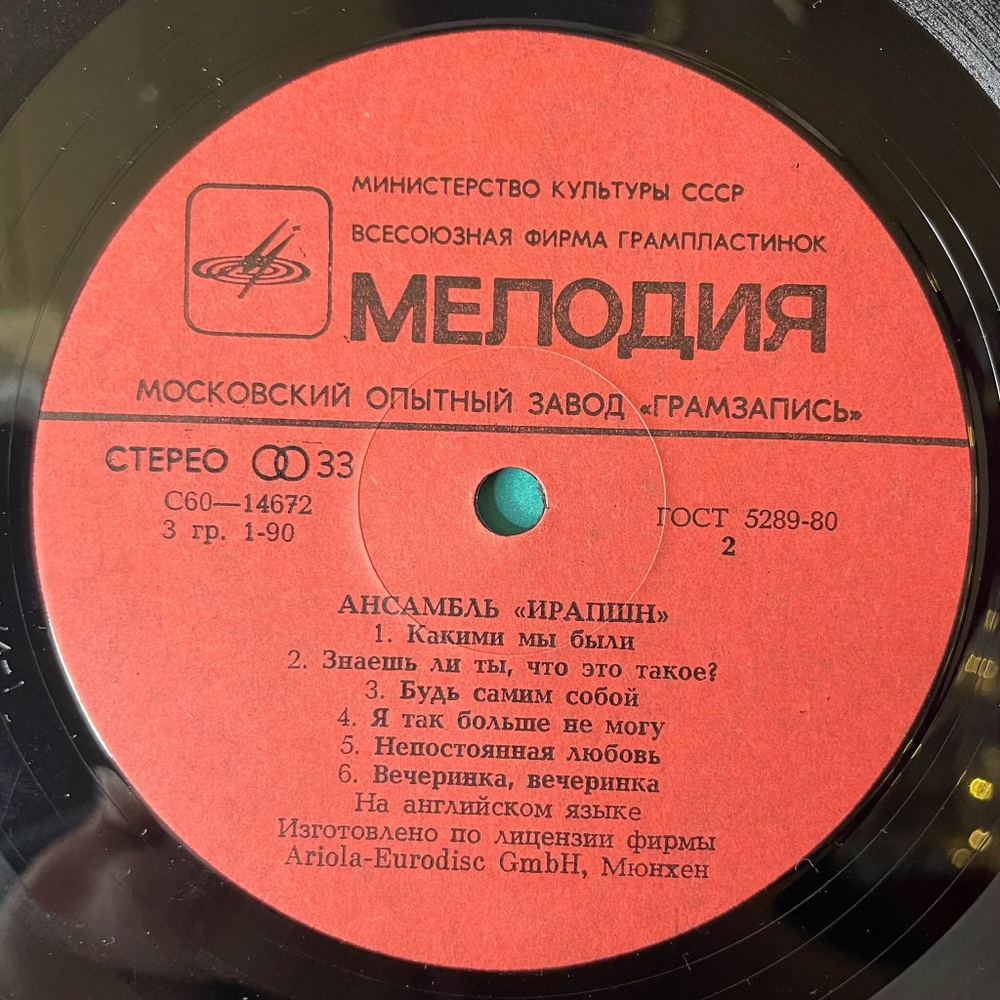 МИНИСТЕРСТВО КУЛЬТУРЫ СССР
ВСЕСОЮЗНАЯ ФИРМА ГРАМПЛАСТИНОК
МЕЛОДИЯ
МОСКОВСКИЙ ОПЫТНЫЙ ЗАВОД «ГРАМЗАПИСЬ»
СТЕРЕО 33
С60—14672
3 гр. 1-90
ГОСТ 5289-80
2
АНСАМБЛЬ «ИРАПШН»
1. Какими мы были
2. Знаешь ли ты, что это такое?
3. Будь самим собой
4. Я так больше не могу
5. Непостоянная любовь
6. Вечеринка, вечеринка
На английском языке
Изготовлено по лицензии фирмы
Ariola-Eurodisc GmbH, Мюнхен